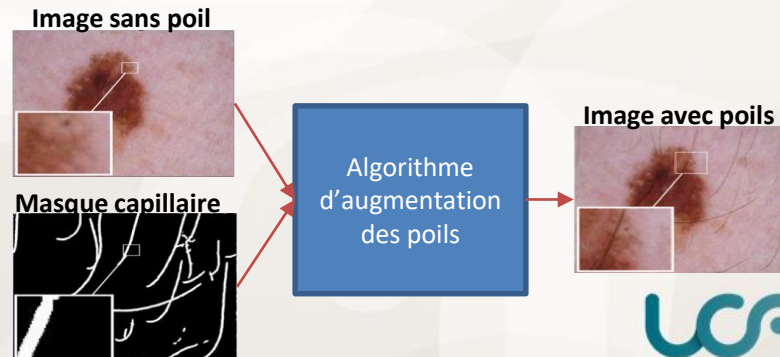 Image sans poil
Masque capillaire
Algorithme
d'augmentation
des poils
Image avec poils